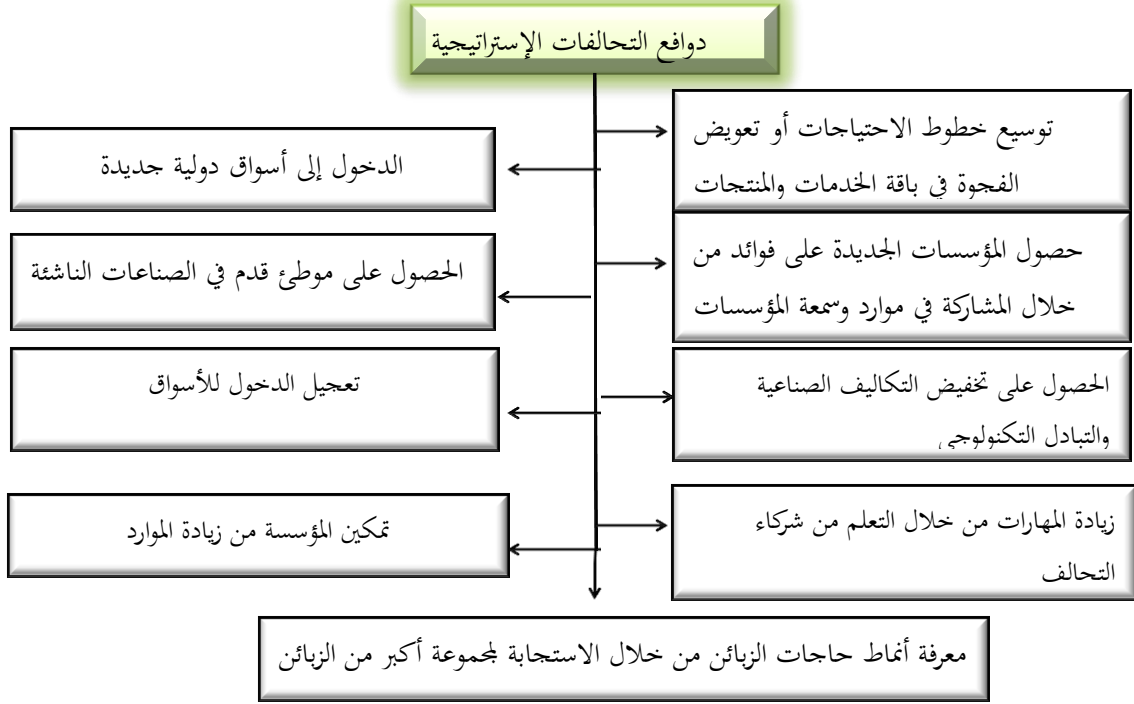 دوافع التحالفات الإستراتيجية
توسيع خطوط الاحتياجات أو تعويض
الفجوة في باقة الخدمات والمنتجات
الدخول إلى أسواق دولية جديدة
حصول المؤسسات الجديدة على فوائد من
خلال المشاركة في موارد وسمعة المؤسسات
الحصول على موطئ قدم في الصناعات الناشئة
الحصول على تخفيض التكاليف الصناعية
والتبادل التكنولوجي
تعجيل الدخول للأسواق
زيادة المهارات من خلال التعلم من شركاء
التحالف
تمكين المؤسسة من زيادة الموارد
معرفة أنماط حاجات الزبائن من خلال الاستجابة لمجموعة أكبر من الزبائن